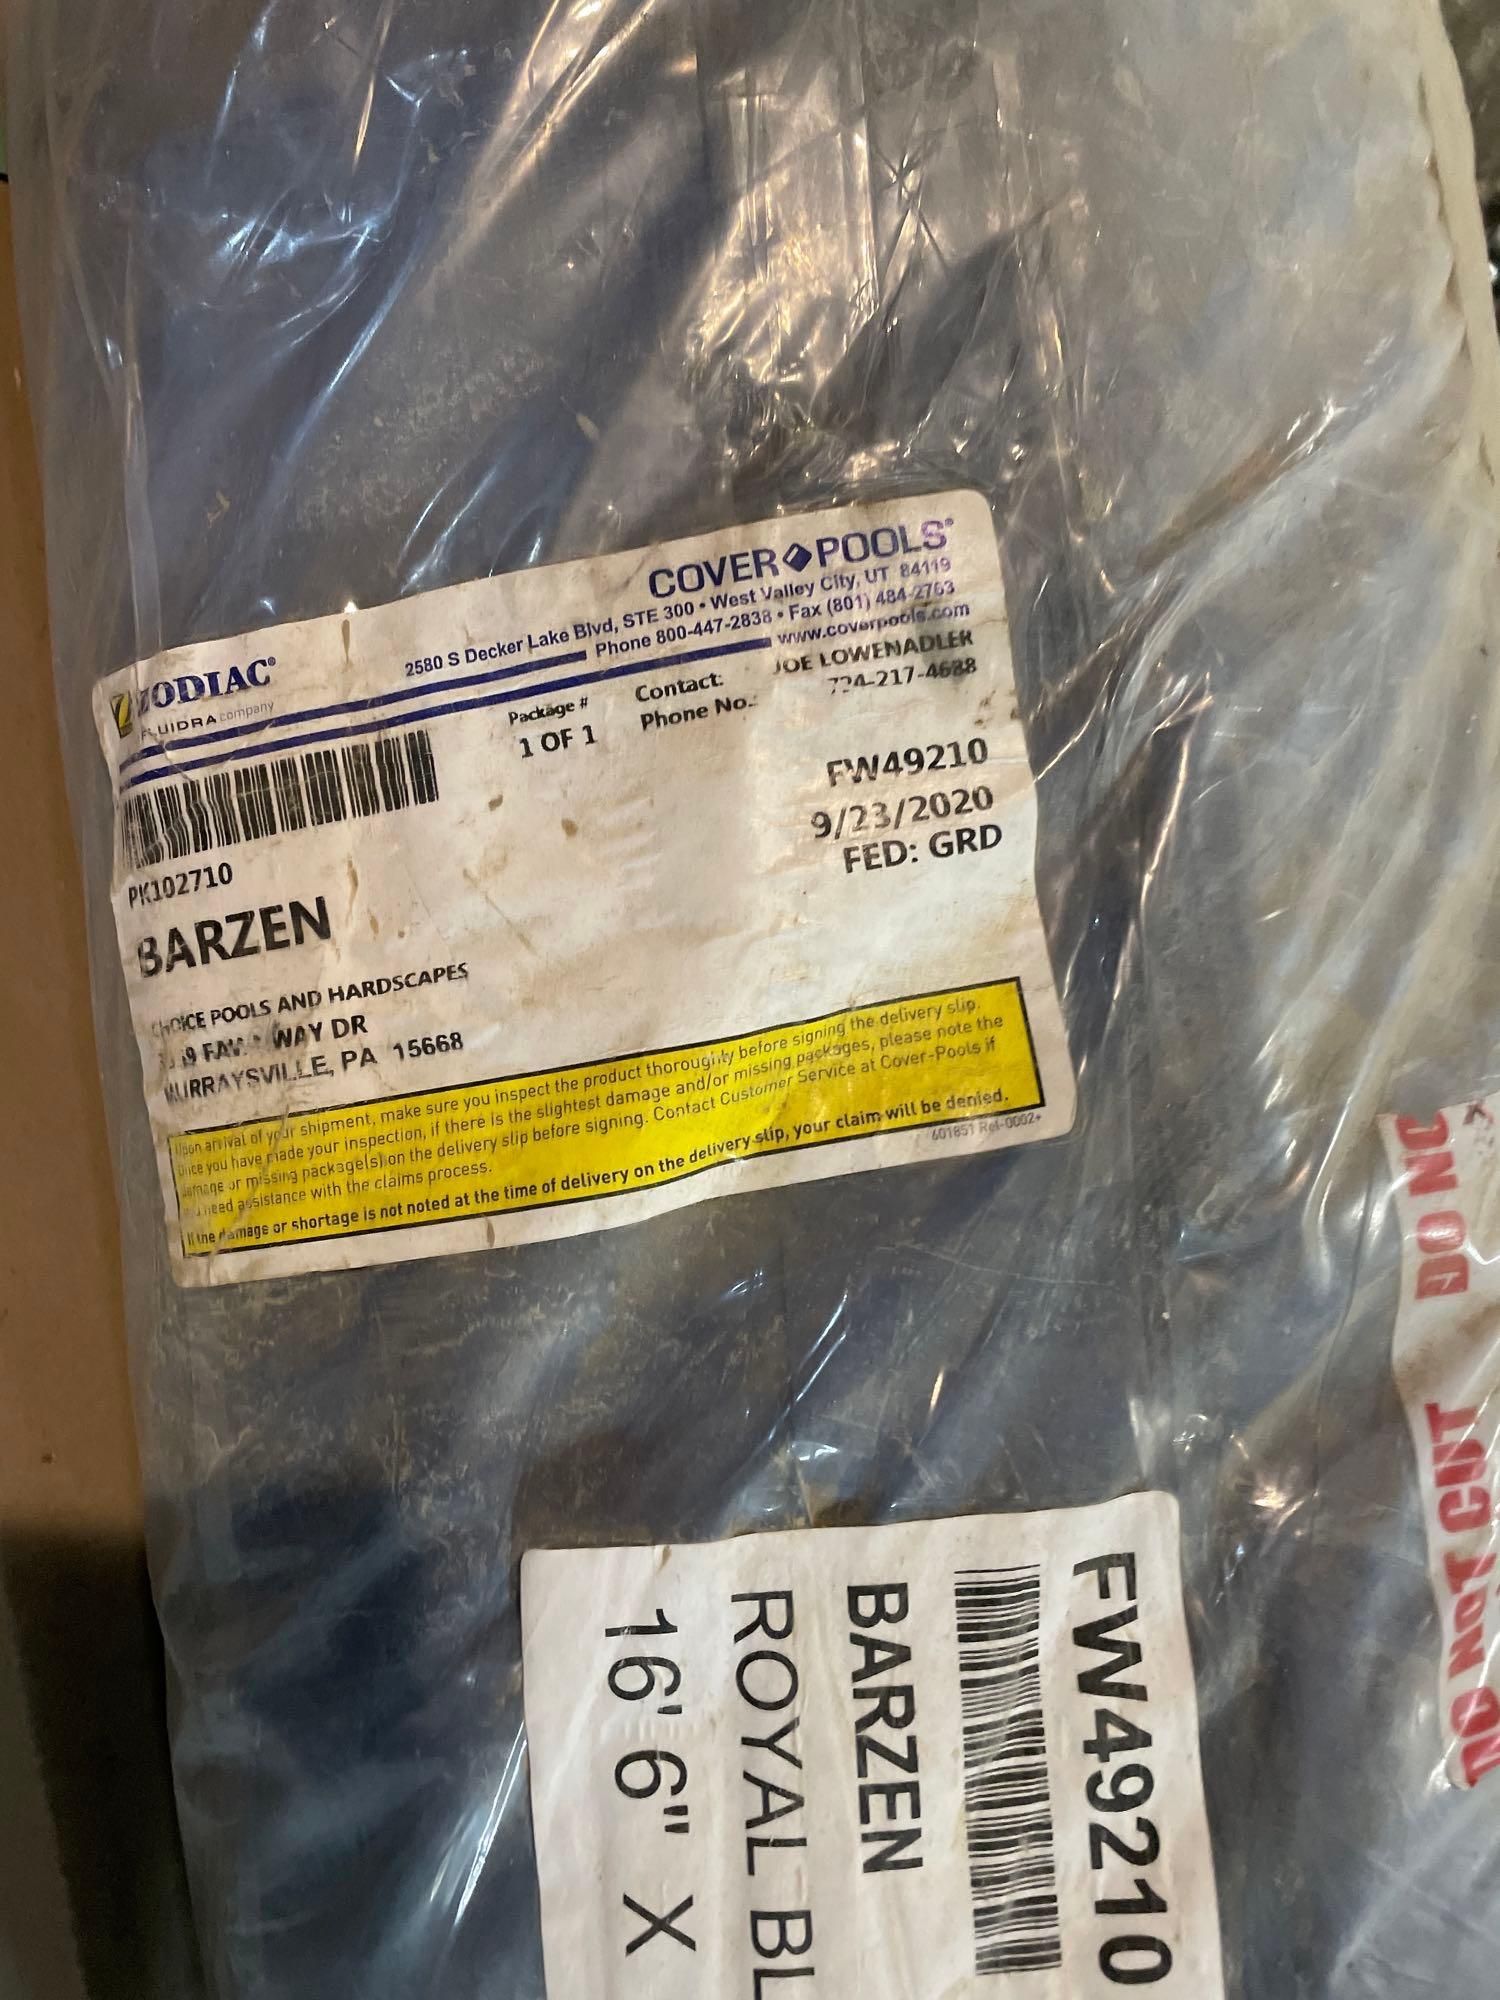 COVER POOLS®
2580 S Decker Lake Blvd, STE 300 • West Valley City, UT 84119
Phone 800-447-2838 • Fax (801) 484-2763
www.coverpools.com
ZODIAC®
FLUIDRA company
Package #
1 OF 1
Contact: JOE LOWENADLER
Phone No.: 724-217-4688
FW49210
9/23/2020
FED: GRD
PK102710
BARZEN
CHOICE POOLS AND HARDSCAPES
WAY DR
MURRAYSVILLE, PA 15668
Upon arrival of your shipment, make sure you inspect the product thoroughly before signing the delivery slip.
Once you have made your inspection, if there is the slightest damage and/or missing packages, please note the
damage or missing package(s) on the delivery slip before signing. Contact Customer Service at Cover-Pools if
you need assistance with the claims process.
If the damage or shortage is not noted at the time of delivery on the delivery slip, your claim will be denied.
601851 Rel-0002+
FW49210
BARZEN
ROYAL BL
16' 6" X
DO NOT CUT
DO NO